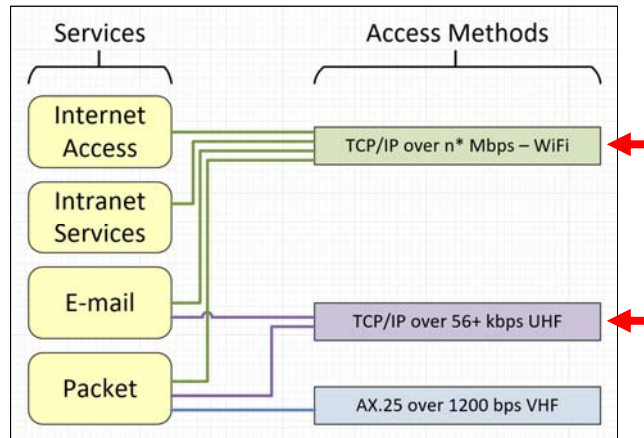 Services
Access Methods
Internet
Access
TCP/IP over n* Mbps – WiFi
Intranet
Services
E-mail
TCP/IP over 56+ kbps UHF
Packet
AX.25 over 1200 bps VHF